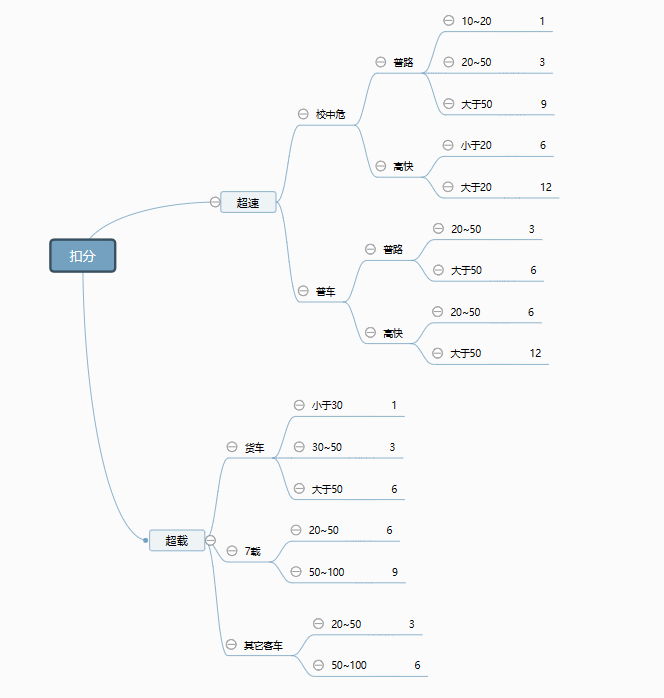 扣分
超速
校中危
普路
10~20 1
20~50 3
大于50 9
高快
小于20 6
大于20 12
普车
普路
20~50 3
大于50 6
高快
20~50 6
大于50 12
超载
货车
小于30 1
30~50 3
大于50 6
7载
20~50 6
50~100 9
其它客车
20~50 3
50~100 6